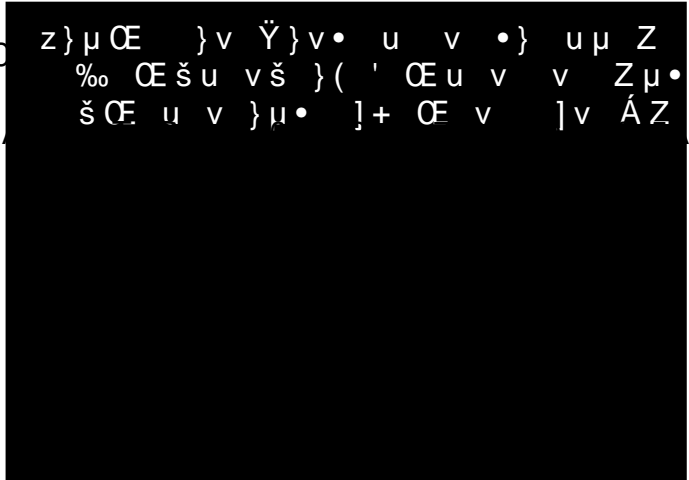 z}µŒ }v Ÿ}v• u v •} uµ Z
‰ Œšu vš }( ' Œu v v Zµ•
šŒ u v }µ• ]+ Œ v ]v ÁZ